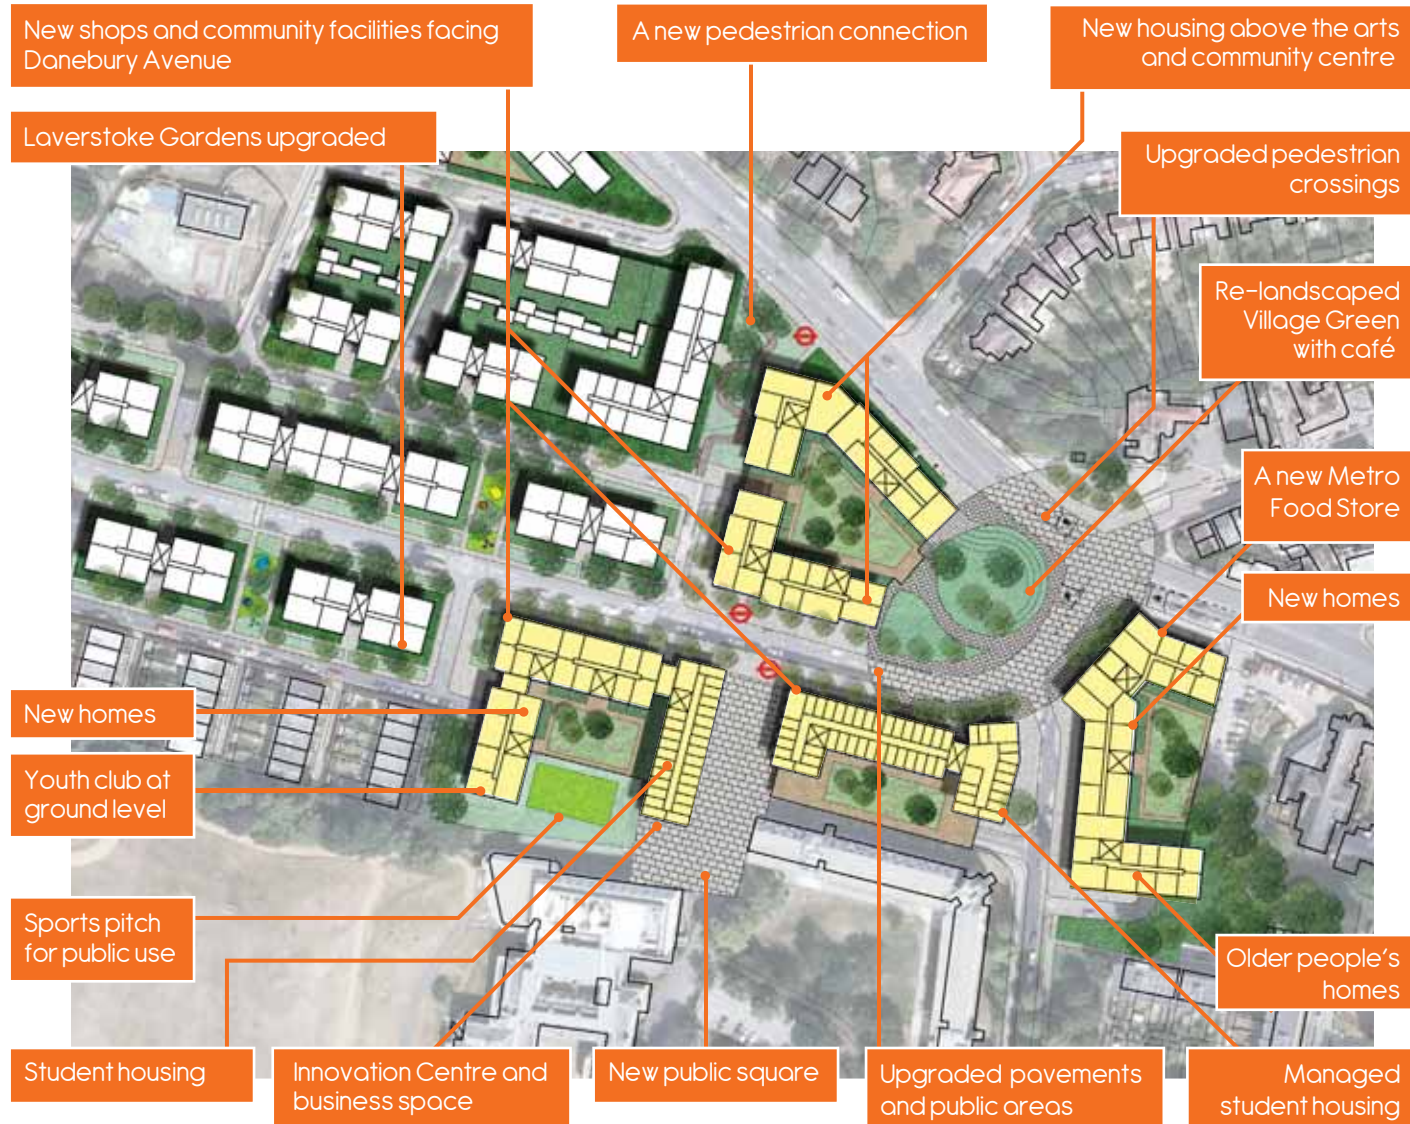 New shops and community facilities facing
Danebury Avenue
A new pedestrian connection
New housing above the arts
and community centre
Laverstoke Gardens upgraded
Upgraded pedestrian
crossings
Re-landscaped
Village Green
with café
A new Metro
Food Store
New homes
New homes
Youth club at
ground level
Sports pitch
for public use
Older people's
homes
Student housing
Innovation Centre and
business space
New public square
Upgraded pavements
and public areas
Managed
student housing